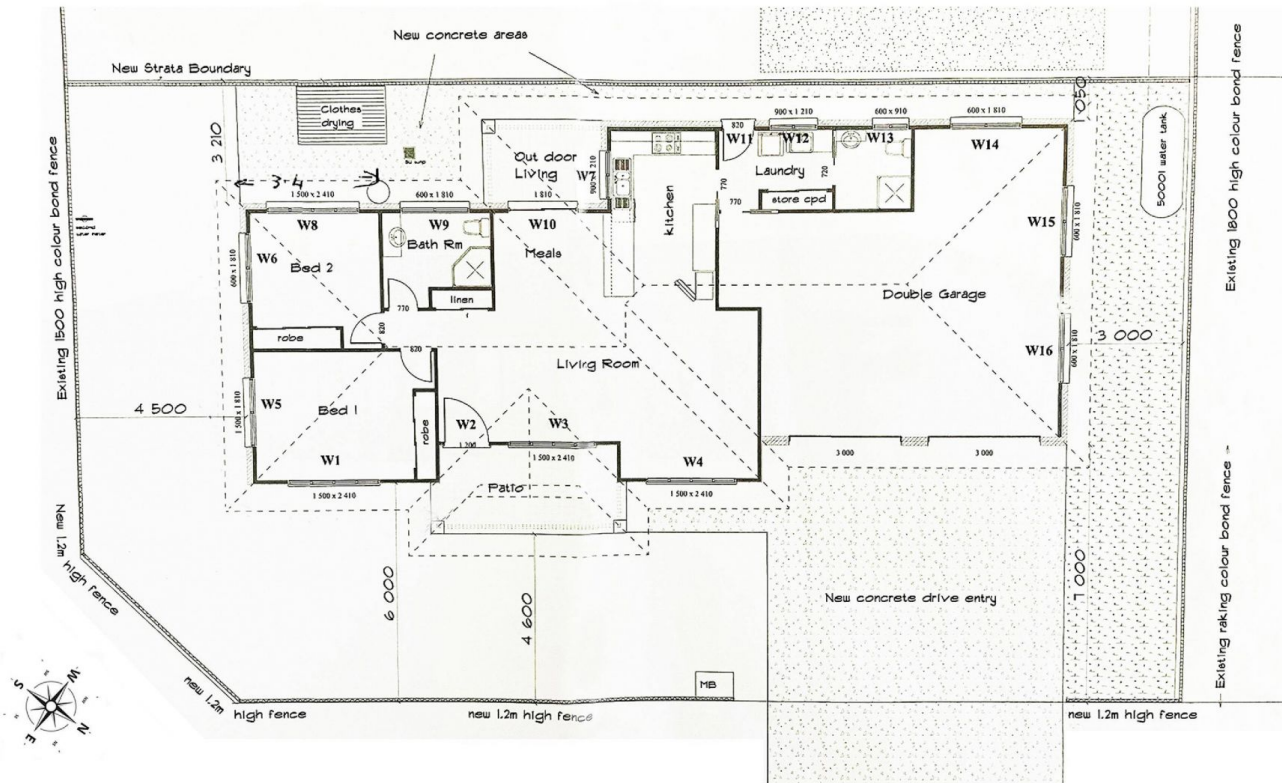 New concrete areas
New Strata Boundary
Clothes
drying
3 210
3-4
1 500 x 2 410
600 x 1 810
Out door
Living
1 810
W7
900 x 1 210
kitchen
820
W11
900 x 1 210
W12
600 x 910
W13
600 x 1 810
W14
1 050
Laundry
720
770
770
store cpd
5000l water tank
Existing 1500 high colour bond fence
Existing 1800 high colour bond fence
W8
W9
W10
W6
600 x 1 810
Bed 2
Bath Rm
Meals
W15
600 x 1 810
linen
770
820
robe
Double Garage
820
Living Room
W16
600 x 1 810
3 000
4 500
W5
1 500 x 1 810
Bed 1
robe
W2
1 200
W3
1 500 x 2 410
W1
1 500 x 2 410
W4
1 500 x 2 410
Patio
3 000
3 000
New 1.2m
high fence
6 000
4 600
New concrete drive entry
7 000
Existing raking colour bond fence
MB
new 1.2m
high fence
new 1.2m high fence
new 1.2m high fence
W
S
N
E